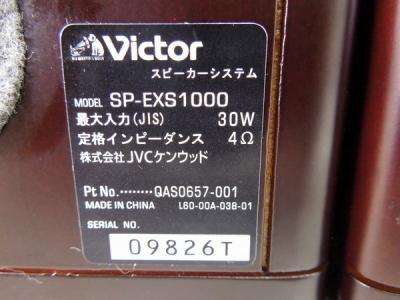 Victor
スピーカーシステム
MODEL SP-EXS1000
最大入力(JIS) 30W
定格インピーダンス 4Ω
株式会社JVCケンウッド
Pt No.········QAS0657-001
MADE IN CHINA L60-00A-038-01
SERIAL NO.
09826T